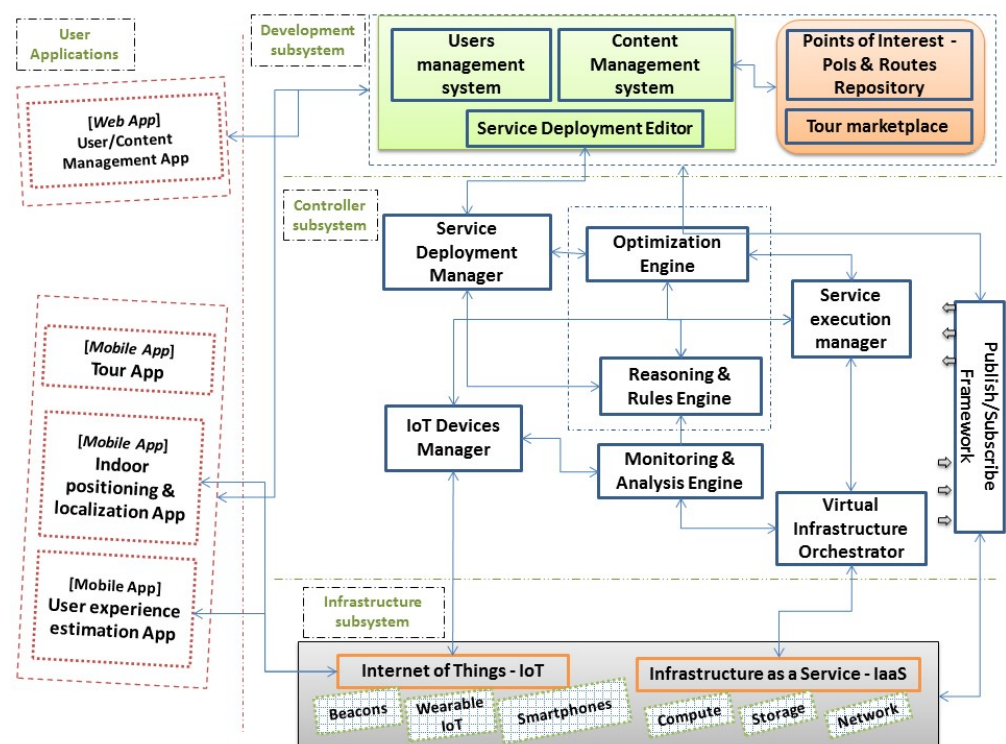 User
Applications
Development
subsystem
Users
management
system
Content
Management
system
Service Deployment Editor
Points of Interest -
PoIs & Routes
Repository
Tour marketplace
[Web App]
User/Content
Management App
Controller
subsystem
Service
Deployment
Manager
Optimization
Engine
Service
execution
manager
Reasoning &
Rules Engine
IoT Devices
Manager
Monitoring &
Analysis Engine
Virtual
Infrastructure
Orchestrator
Publish/Subscribe
Framework
[Mobile App]
Tour App
[Mobile App]
Indoor
positioning &
localization App
[Mobile App]
User experience
estimation App
Infrastructure
subsystem
Internet of Things - IoT
Infrastructure as a Service - IaaS
Beacons
Wearable
IoT
Smartphones
Compute
Storage
Network